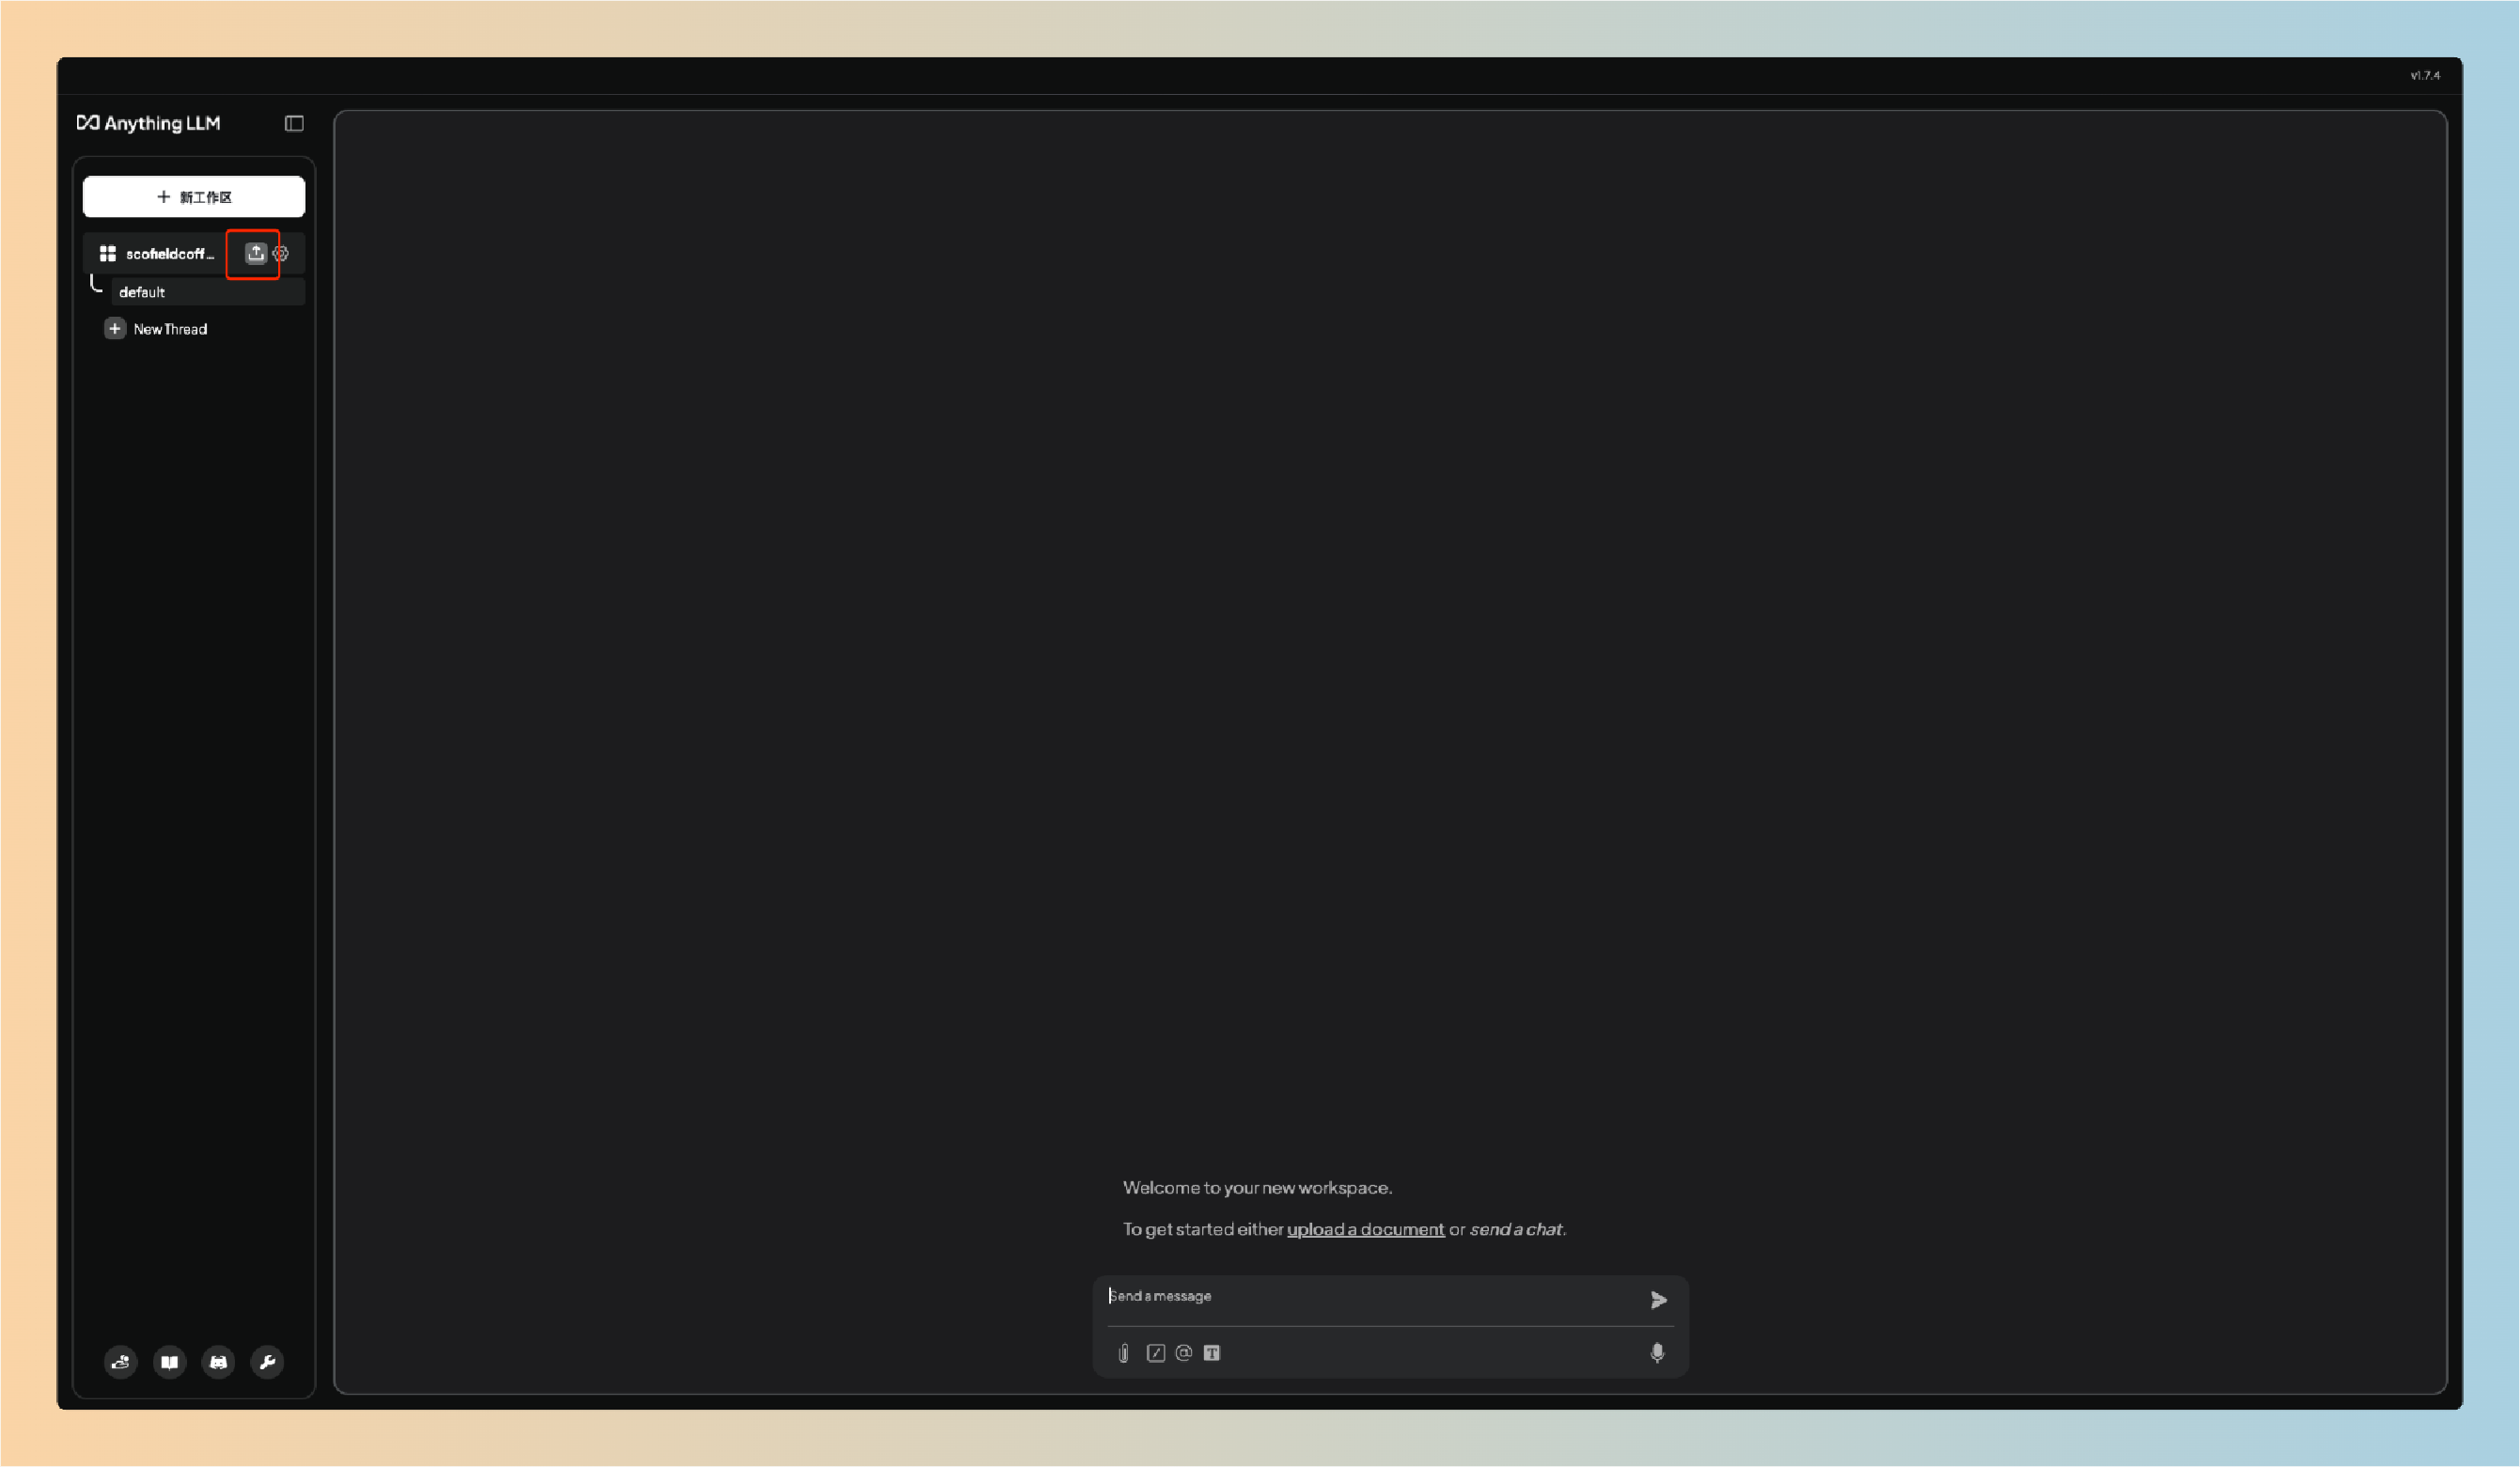 v1.7.4
Anything LLM
新工作区
scofieldcoff...
default
New Thread
Welcome to your new workspace.
To get started either upload a document or send a chat.
Send a message